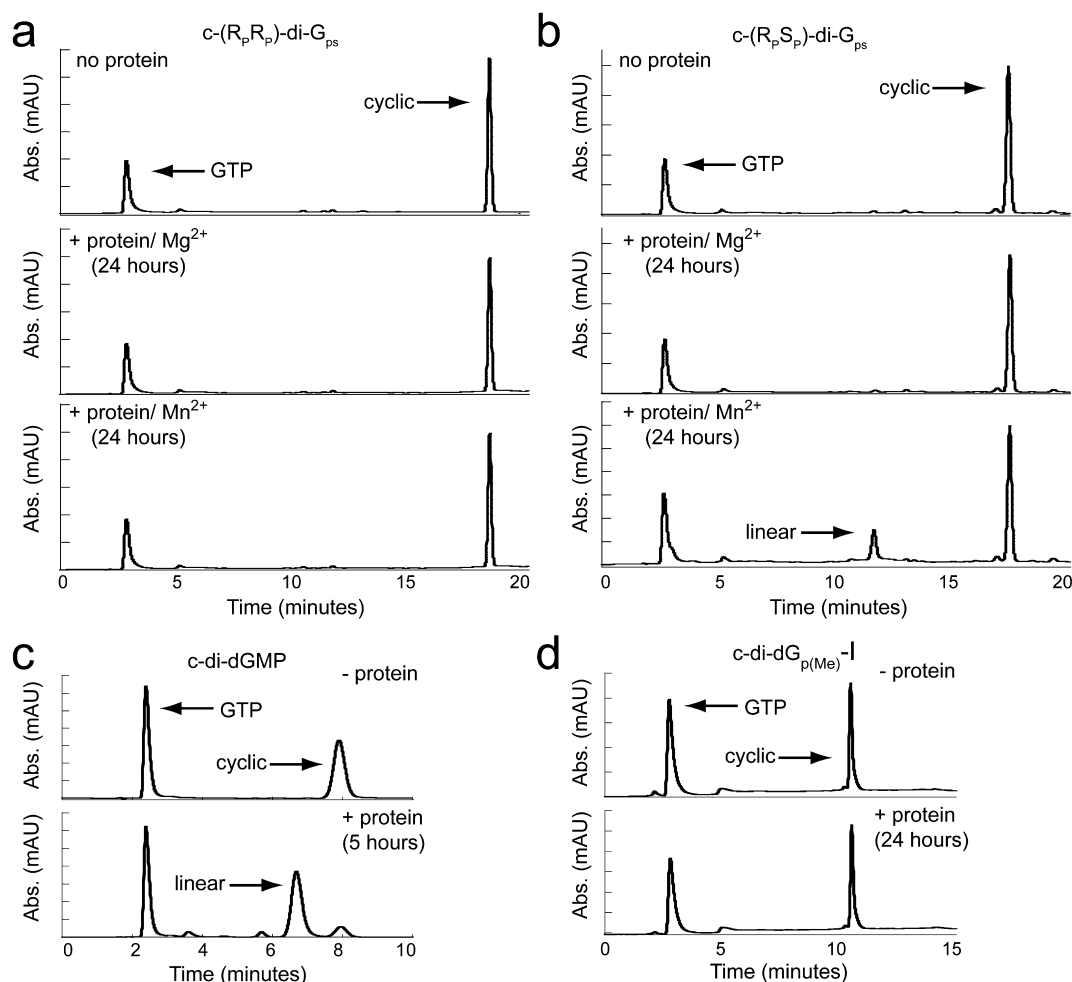 a
c-(RPRP)-di-Gps
no protein
cyclic
GTP
Abs. (mAU)
+ protein/ Mg2+
(24 hours)
Abs. (mAU)
+ protein/ Mn2+
(24 hours)
Abs. (mAU)
0 5 10 15 20
Time (minutes)
b
c-(RPSP)-di-Gps
no protein
cyclic
GTP
Abs. (mAU)
+ protein/ Mg2+
(24 hours)
Abs. (mAU)
+ protein/ Mn2+
(24 hours)
linear
Abs. (mAU)
0 5 10 15 20
Time (minutes)
c
c-di-dGMP
- protein
GTP
cyclic
Abs. (mAU)
+ protein
(5 hours)
linear
Abs. (mAU)
0 2 4 6 8 10
Time (minutes)
d
c-di-dGp(Me)-I
- protein
GTP
cyclic
Abs. (mAU)
+ protein
(24 hours)
Abs. (mAU)
0 5 10 15
Time (minutes)